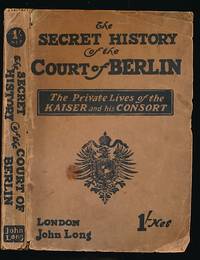 The
SECRET HISTORY
of the
COURT of BERLIN
The Private Lives of the
KAISER and his CONSORT
LONDON
John Long
1/- Net
The SECRET
HISTORY
of the
COURT OF
BERLIN
John
Long